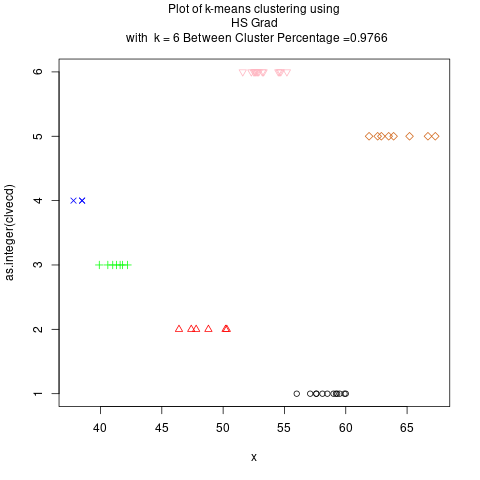 Plot of k-means clustering using
HS Grad
with k = 6 Between Cluster Percentage =0.9766
as.integer(clvecd)
6
5
4
3
2
1
40 45 50 55 60 65
x